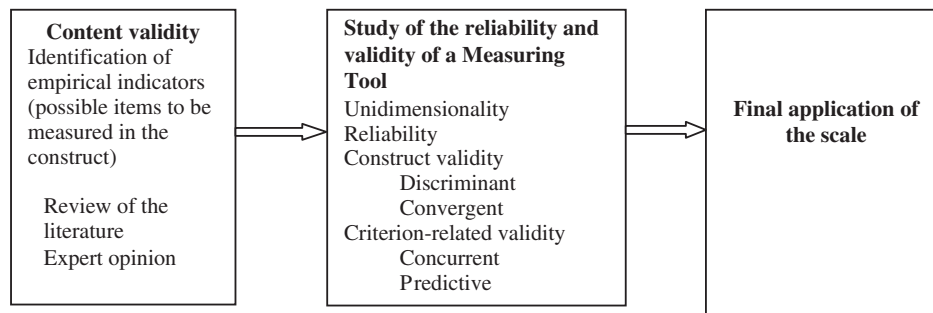 Content validity
Identification of
empirical indicators
(possible items to be
measured in the
construct)
Review of the
literature
Expert opinion
Study of the reliability and
validity of a Measuring
Tool
Unidimensionality
Reliability
Construct validity
Discriminant
Convergent
Criterion-related validity
Concurrent
Predictive
Final application of
the scale